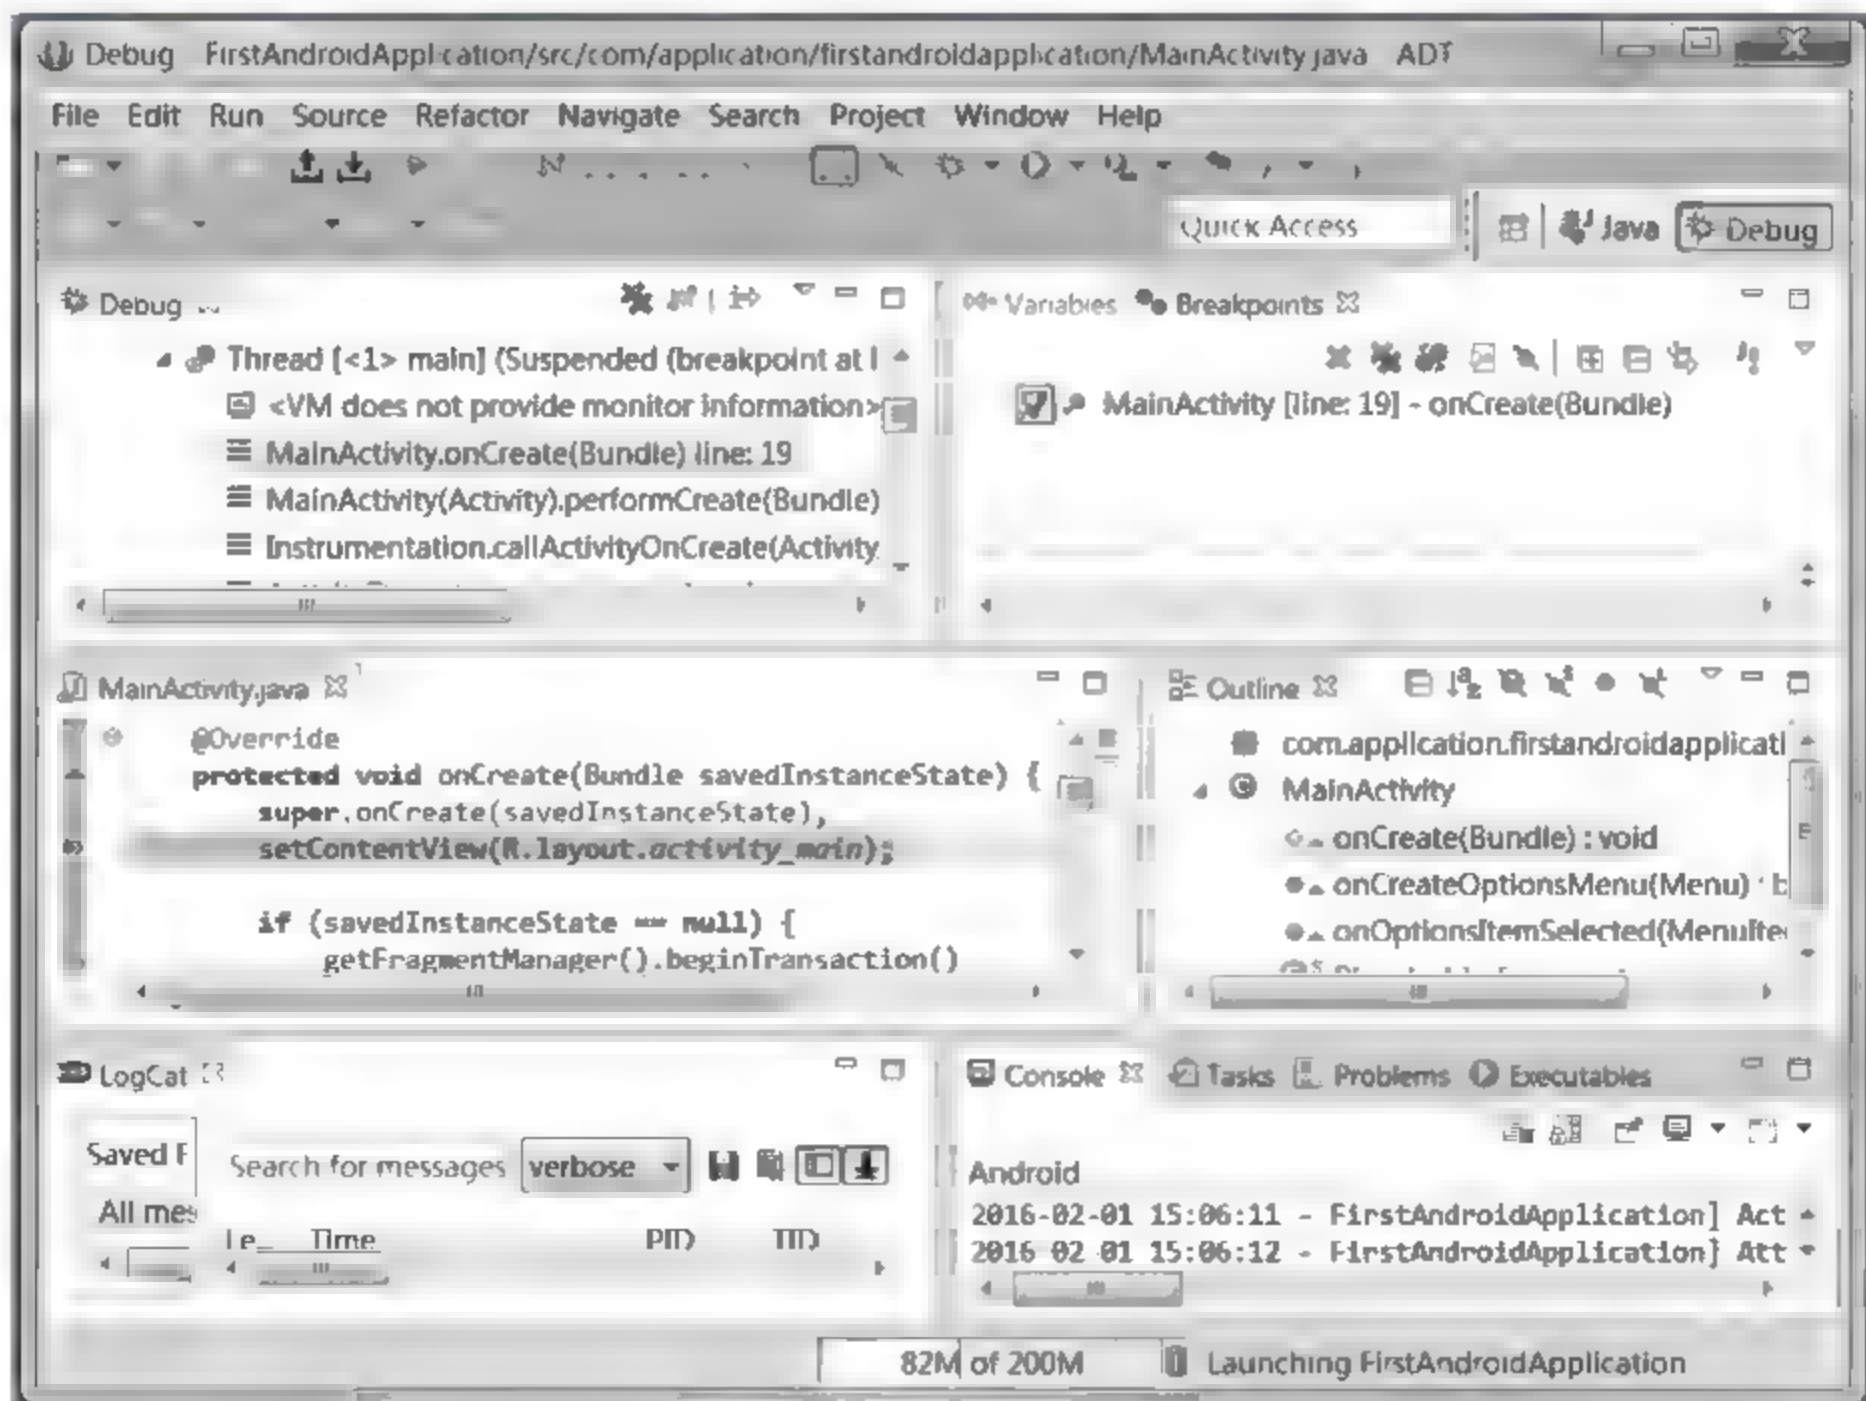 Debug FirstAndroidApplication/src/com/application/firstandroidapplication/MainActivity.java ADT
File Edit Run Source Refactor Navigate Search Project Window Help
Quick Access Java Debug
Debug
Thread [<1> main] (Suspended (breakpoint at l
<VM does not provide monitor information>
MainActivity.onCreate(Bundle) line: 19
MainActivity(Activity).performCreate(Bundle)
Instrumentation.callActivityOnCreate(Activity
Variables Breakpoints
MainActivity [line: 19] - onCreate(Bundle)
MainActivity.java
@Override
protected void onCreate(Bundle savedInstanceState) {
super.onCreate(savedInstanceState),
setContentView(R.layout.activity_main);
if (savedInstanceState == null) {
getFragmentManager().beginTransaction()
Outline
com.application.firstandroidapplicati
MainActivity
onCreate(Bundle) : void
onCreateOptionsMenu(Menu) : b
onOptionsItemSelected(MenuIte
LogCat
Saved F
All mes
Search for messages verbose
Le... Time PID TID
Console Tasks Problems Executables
Android
2016-02-01 15:06:11 - FirstAndroidApplication] Act
2016 02 01 15:06:12 - FirstAndroidApplication] Att
82M of 200M Launching FirstAndroidApplication